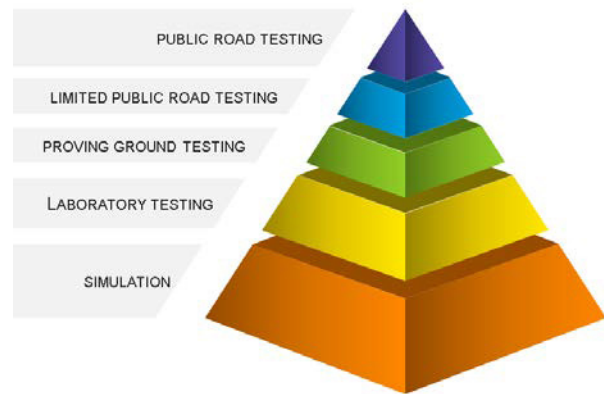 PUBLIC ROAD TESTING
LIMITED PUBLIC ROAD TESTING
PROVING GROUND TESTING
LABORATORY TESTING
SIMULATION